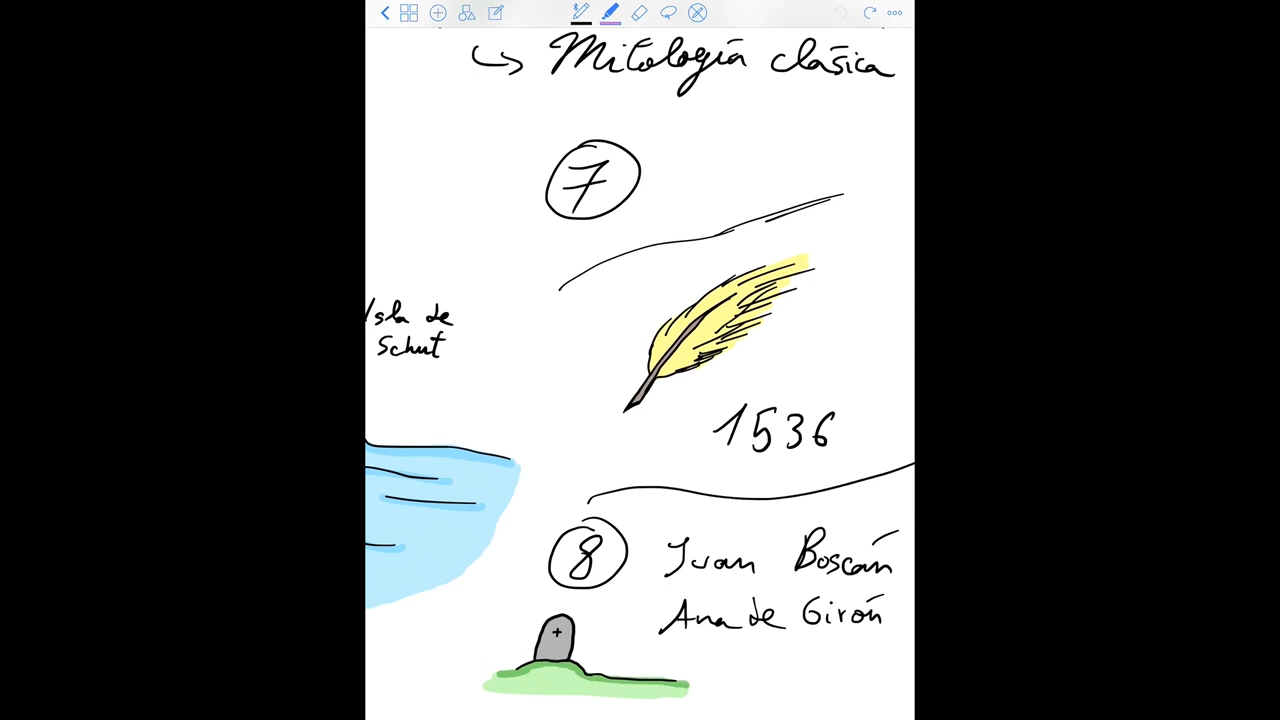 ↪ Mitología clásica
7
Isla de
Schut
1536
8 Juan Boscán
Ana de Girón